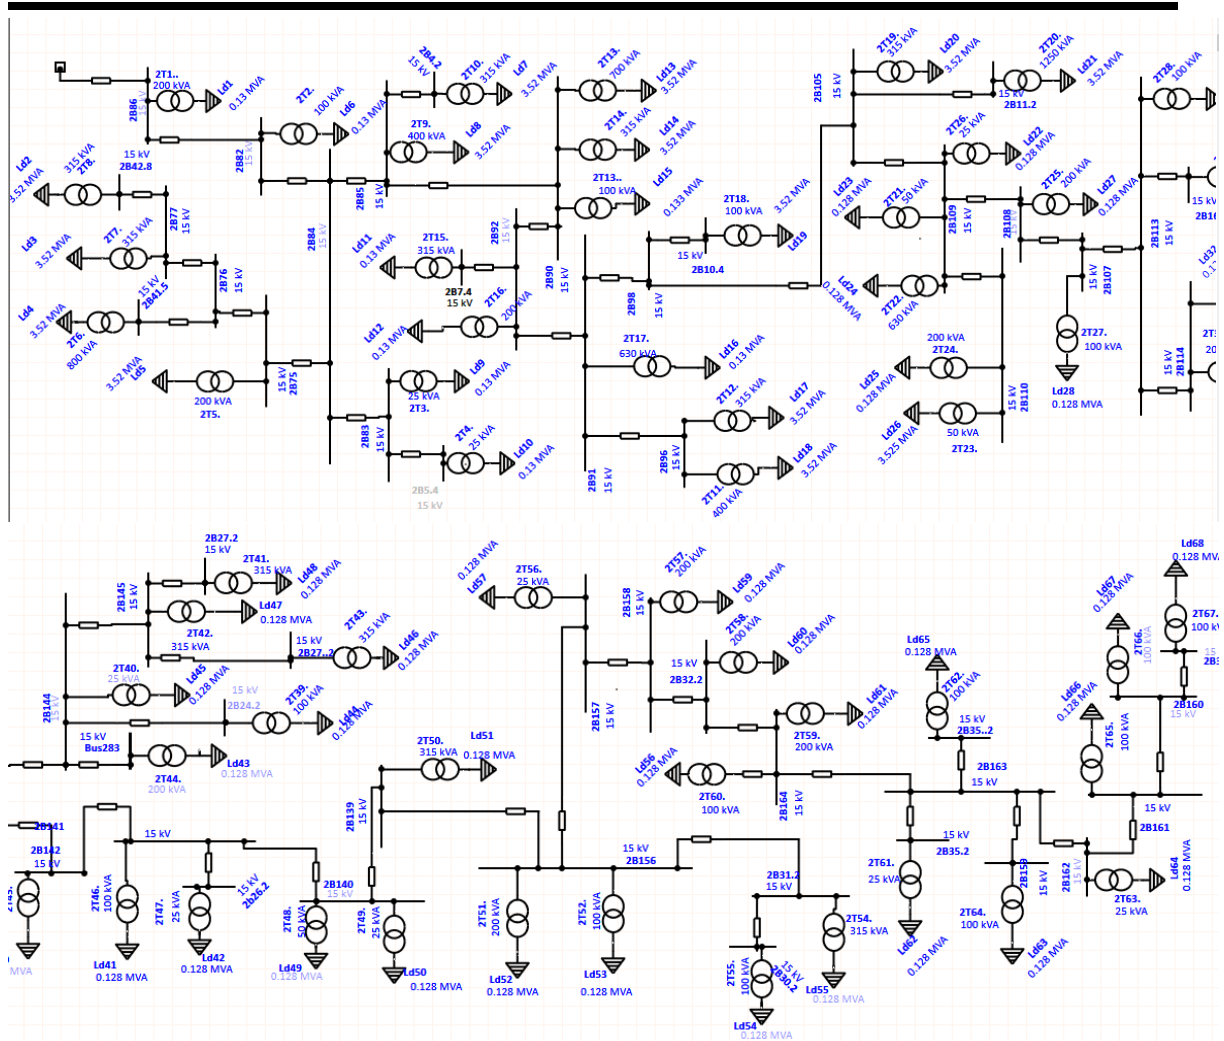 2T1..
200 kVA
Ld1
0.13 MVA
2B86
15 kV
2T2.
100 kVA
Ld6
0.13 MVA
2B82
15 kV
15 kV
2B42.8
Ld2
3.52 MVA
315 kVA
2T8.
2B77
15 kV
Ld3
3.52 MVA
2T7.
315 kVA
15 kV
2B41.5
2B76
15 kV
Ld4
3.52 MVA
2T6.
800 kVA
3.52 MVA
Ld5
200 kVA
2T5.
15 kV
2B75
2B84
15 kV
2B85
15 kV
2B4.2
15 kV
2T10.
315 kVA
Ld7
3.52 MVA
2T9.
400 kVA
Ld8
3.52 MVA
Ld11
0.13 MVA
2T15.
315 kVA
2B7.4
15 kV
2B92
15 kV
2T16.
200 kVA
Ld12
0.13 MVA
2B83
15 kV
25 kVA
2T3.
Ld9
0.13 MVA
2T4.
25 kVA
Ld10
0.13 MVA
2B5.4
15 kV
2T13.
700 kVA
Ld13
3.52 MVA
2T14.
315 kVA
Ld14
3.52 MVA
2T13..
100 kVA
Ld15
0.133 MVA
2B90
15 kV
2B98
15 kV
15 kV
2B10.4
2T18.
100 kVA
3.52 MVA
Ld19
2T17.
630 kVA
Ld16
0.13 MVA
2T12.
315 kVA
Ld17
3.52 MVA
2B91
15 kV
2B96
15 kV
2T11.
400 kVA
Ld18
3.52 MVA
2B105
15 kV
2T19.
315 kVA
Ld20
3.52 MVA
2T20.
1250 kVA
Ld21
3.52 MVA
15 kV
2B11.2
2T26.
25 kVA
Ld22
0.128 MVA
Ld23
0.128 MVA
2T21.
50 kVA
2B109
15 kV
2B108
15 kV
2T25.
200 kVA
Ld27
0.128 MVA
Ld24
0.128 MVA
2T22.
630 kVA
200 kVA
2T24.
Ld25
0.128 MVA
Ld26
3.525 MVA
50 kVA
2T23.
15 kV
2B110
15 kV
2B107
2T27.
100 kVA
Ld28
0.128 MVA
2T28.
100 kVA
2B113
15 kV
15 kV
2B114
Ld32
2B27.2
15 kV
2T41.
315 kVA
Ld48
0.128 MVA
2B145
15 kV
Ld47
0.128 MVA
2T42.
315 kVA
15 kV
2B27..2
2T43.
315 kVA
Ld46
0.128 MVA
2T40.
25 kVA
Ld45
0.128 MVA
2B144
15 kV
15 kV
2B24.2
2T39.
100 kVA
Ld44
0.128 MVA
15 kV
Bus283
2T44.
200 kVA
Ld43
0.128 MVA
2B141
2B142
15 kV
15 kV
2T46.
100 kVA
Ld41
0.128 MVA
2T47.
25 kVA
15 kV
2b26.2
Ld42
0.128 MVA
2B140
15 kV
2T48.
50 kVA
Ld49
0.128 MVA
2T49.
25 kVA
Ld50
0.128 MVA
2B139
15 kV
2T50.
315 kVA
Ld51
0.128 MVA
0.128 MVA
Ld57
2T56.
25 kVA
2B157
15 kV
2B158
15 kV
2T57.
200 kVA
Ld59
0.128 MVA
2T58.
200 kVA
Ld60
0.128 MVA
15 kV
2B32.2
2T59.
200 kVA
Ld61
0.128 MVA
Ld56
0.128 MVA
2T60.
100 kVA
2B164
15 kV
15 kV
2B156
2T51.
200 kVA
Ld52
0.128 MVA
2T52.
100 kVA
Ld53
0.128 MVA
2B31.2
15 kV
2T54.
315 kVA
Ld55
0.128 MVA
2T55.
100 kVA
15 kV
2B30.2
Ld54
0.128 MVA
Ld65
0.128 MVA
2T62.
100 kVA
15 kV
2B35..2
2B163
15 kV
15 kV
2B35.2
2T61.
25 kVA
Ld62
0.128 MVA
2B159
15 kV
2T64.
100 kVA
Ld63
0.128 MVA
2B162
15 kV
2T63.
25 kVA
Ld64
0.128 MVA
15 kV
2B161
Ld66
0.128 MVA
2T65.
100 kVA
2B160
15 kV
Ld67
0.128 MVA
2T66.
100 kVA
Ld68
0.128 MVA
2T67.